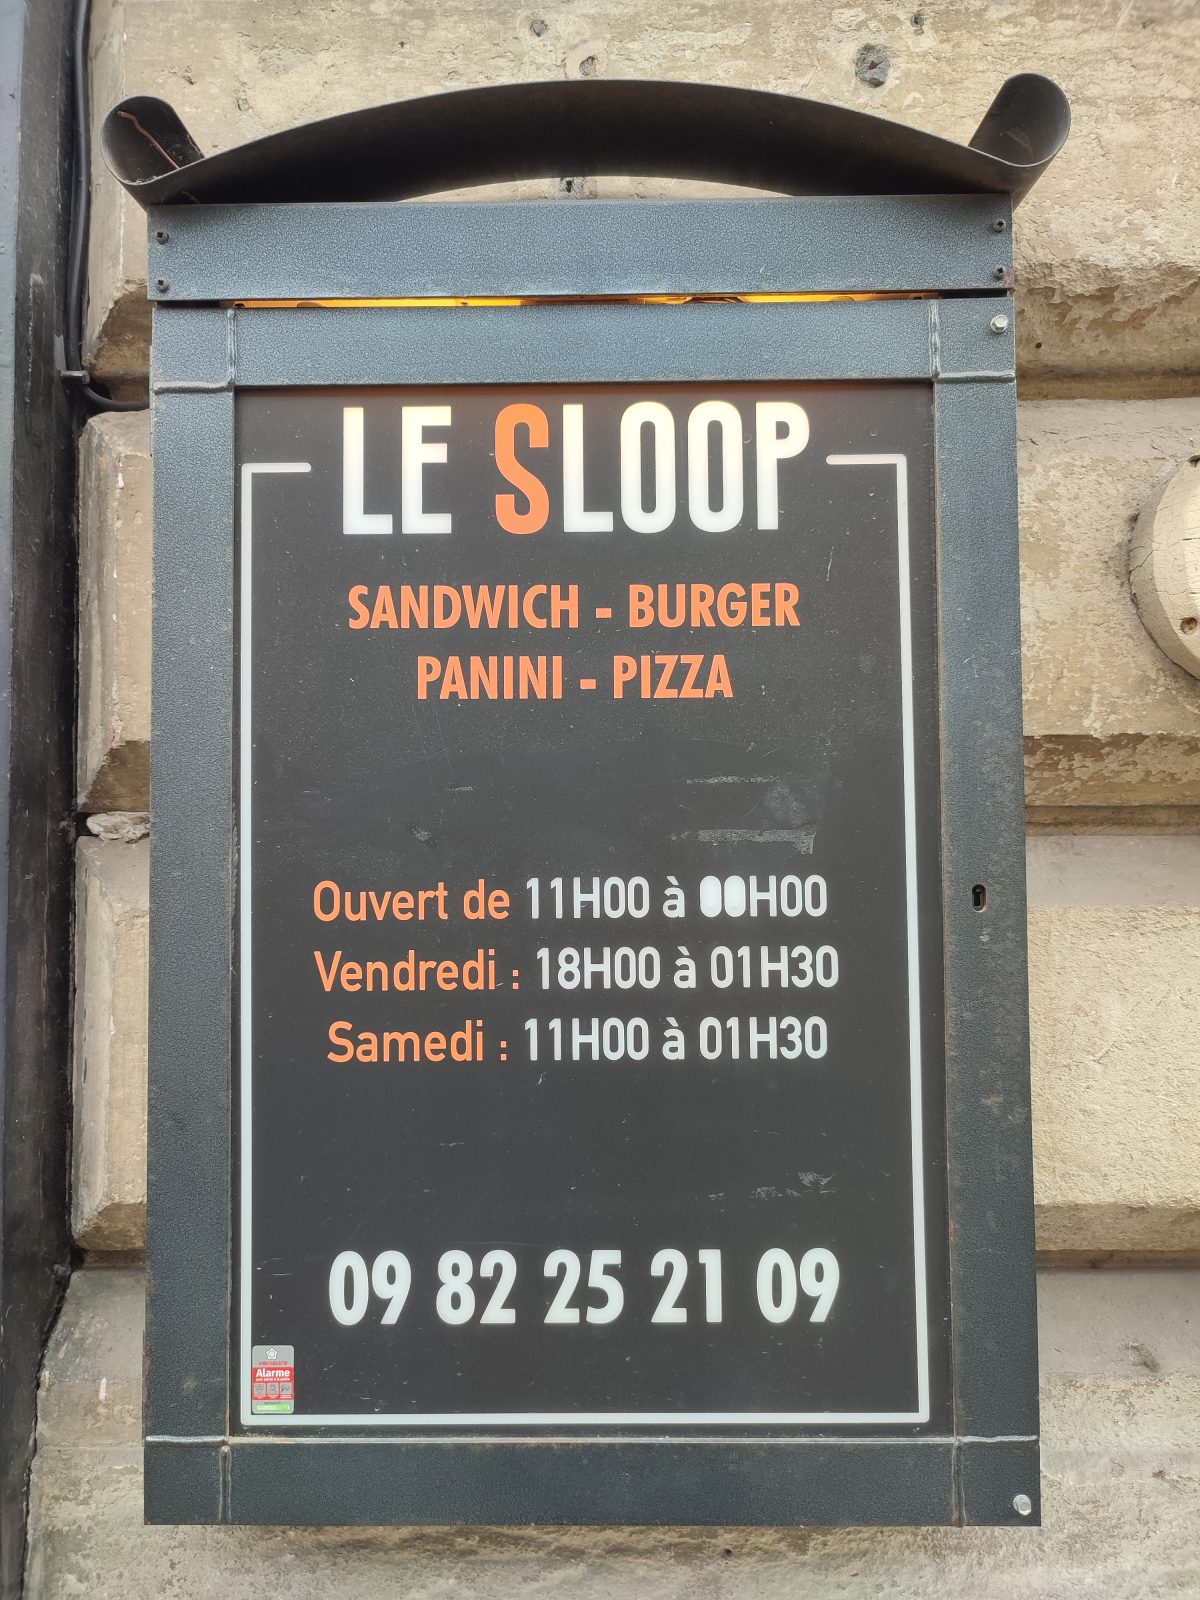 LE SLOOP
SANDWICH - BURGER
PANINI - PIZZA
Ouvert de 11H00 à 00H00
Vendredi : 18H00 à 01H30
Samedi : 11H00 à 01H30
09 82 25 21 09
verisure
Alarme